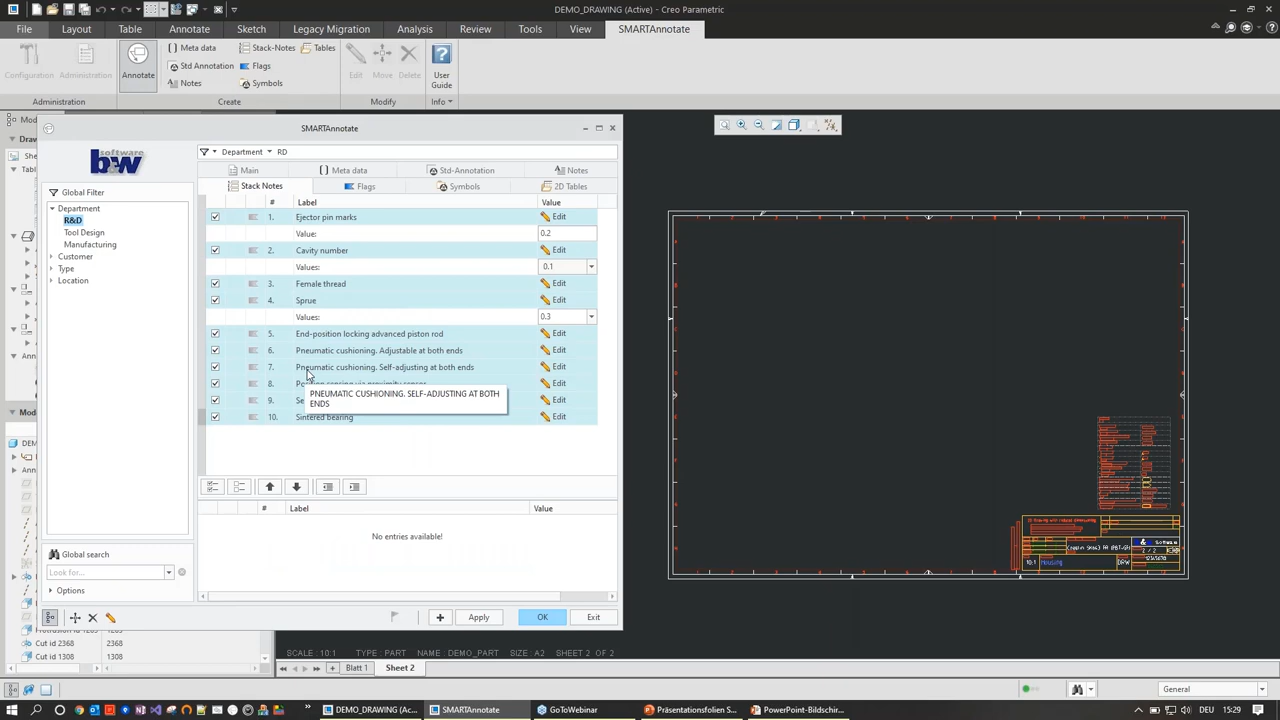 DEMO_DRAWING (Active) - Creo Parametric
File Layout Table Annotate Sketch Legacy Migration Analysis Review Tools View SMARTAnnotate
Meta data Stack-Notes Tables
Std Annotation Flags
Notes Symbols
Configuration Administration Annotate Edit Move Delete User Guide
Administration Create Modify Info
SMARTAnnotate
software
b&w
Department RD
Main Meta data Std-Annotation Notes
Stack Notes Flags Symbols 2D Tables
Global Filter
Department
R&D
Tool Design
Manufacturing
Customer
Type
Location
# Label Value
1. Ejector pin marks Edit
Value: 0.2
2. Cavity number Edit
Values: 0.1
3. Female thread Edit
4. Sprue Edit
Values: 0.3
5. End-position locking advanced piston rod Edit
6. Pneumatic cushioning. Adjustable at both ends Edit
7. Pneumatic cushioning. Self-adjusting at both ends Edit
8. Position sensing via proximity sensor Edit
PNEUMATIC CUSHIONING. SELF-ADJUSTING AT BOTH
ENDS
9. Se Edit
10. Sintered bearing Edit
# Label Value
No entries available!
Global search
Look for...
Options
Apply OK Exit
Cut id 2368 2368
Cut id 1308 1308
SCALE : 10:1 TYPE : PART NAME : DEMO_PART SIZE : A2 SHEET 2 OF 2
Blatt 1 Sheet 2
General
DEMO_DRAWING (Ac... SMARTAnnotate GoToWebinar Präsentationsfolien S... PowerPoint-Bildschir... DEU 15:29